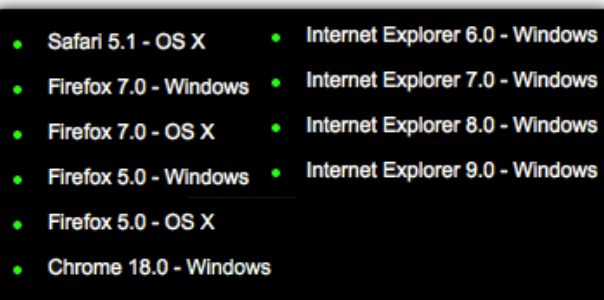 Safari 5.1 - OS X
Firefox 7.0 - Windows
Firefox 7.0 - OS X
Firefox 5.0 - Windows
Firefox 5.0 - OS X
Chrome 18.0 - Windows
Internet Explorer 6.0 - Windows
Internet Explorer 7.0 - Windows
Internet Explorer 8.0 - Windows
Internet Explorer 9.0 - Windows